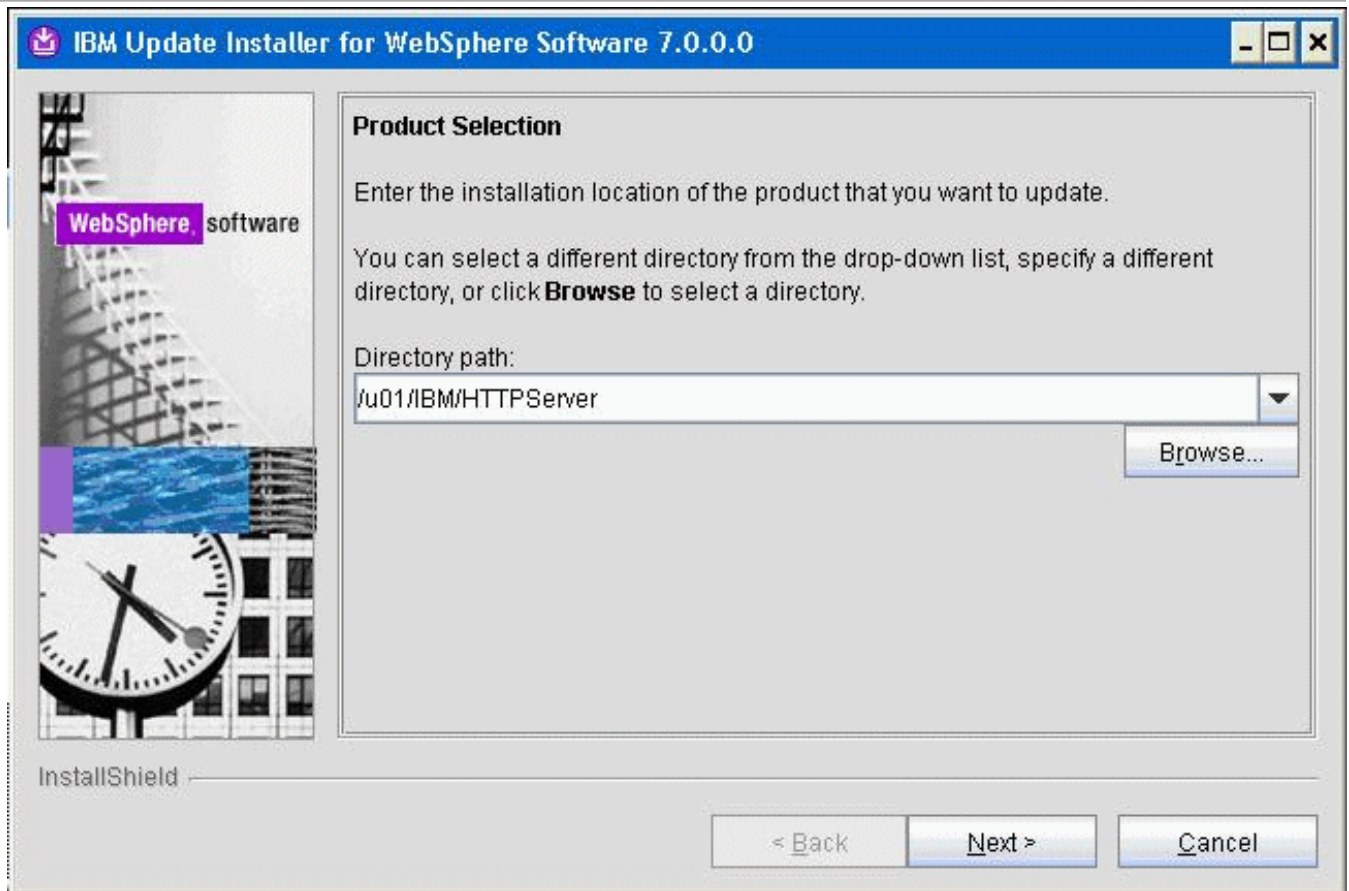 IBM Update Installer for WebSphere Software 7.0.0.0
WebSphere. software
Product Selection
Enter the installation location of the product that you want to update.
You can select a different directory from the drop-down list, specify a different
directory, or click Browse to select a directory.
Directory path:
/u01/IBM/HTTPServer
Browse...
InstallShield
< Back
Next >
Cancel